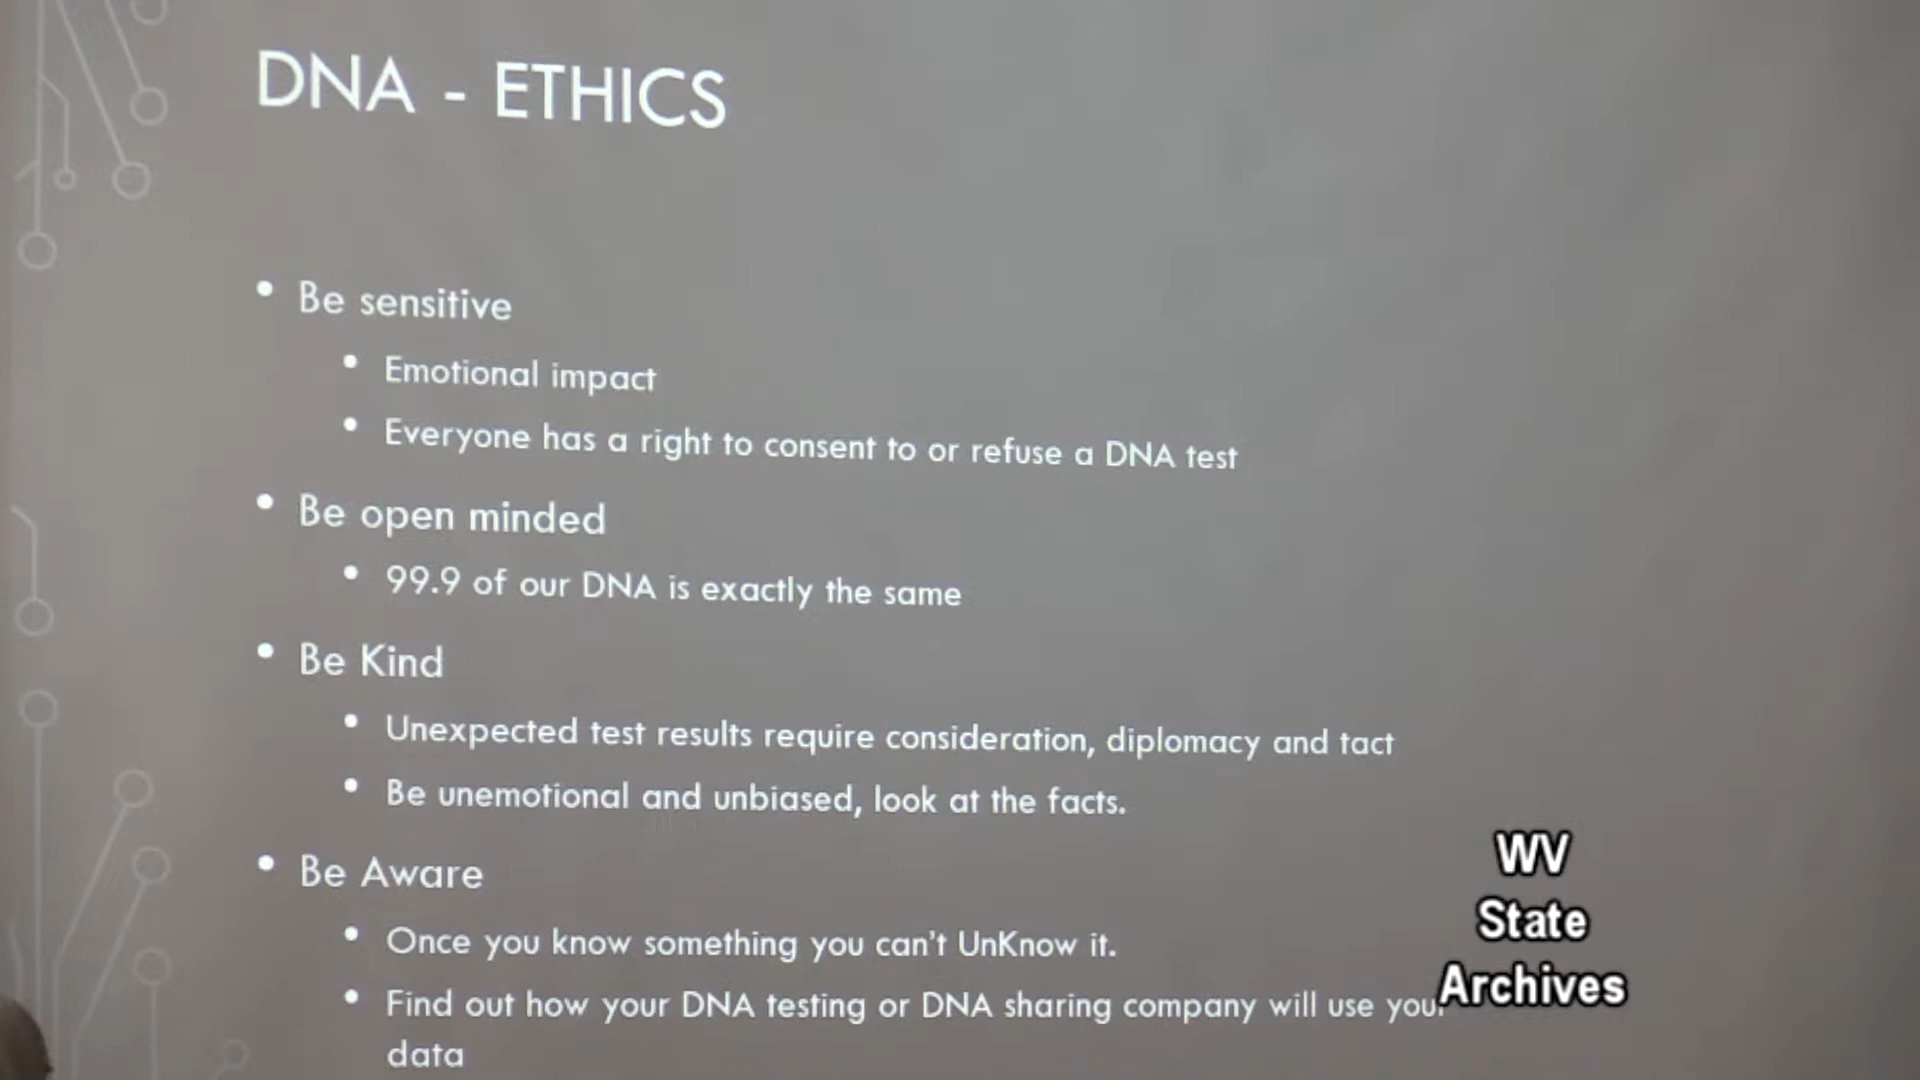 DNA - ETHICS
• Be sensitive
• Emotional impact
• Everyone has a right to consent to or refuse a DNA test
• Be open minded
• 99.9 of our DNA is exactly the same
• Be Kind
• Unexpected test results require consideration, diplomacy and tact
• Be unemotional and unbiased, look at the facts.
• Be Aware
• Once you know something you can't UnKnow it.
• Find out how your DNA testing or DNA sharing company will use your
data
WV
State
Archives